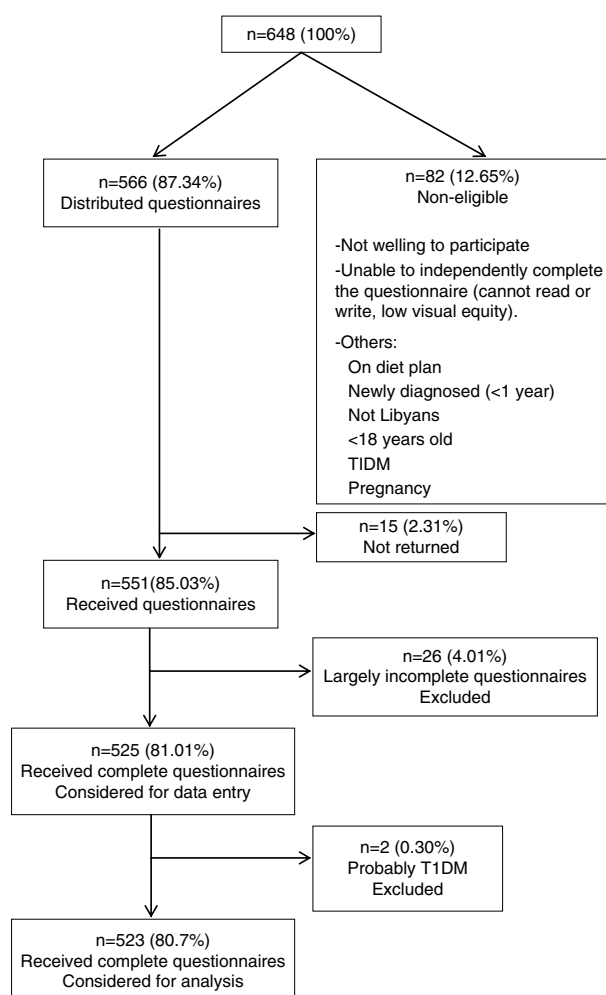 n=648 (100%)
n=566 (87.34%)
Distributed questionnaires
n=82 (12.65%)
Non-eligible
-Not welling to participate
-Unable to independently complete
the questionnaire (cannot read or
write, low visual equity).
-Others:
On diet plan
Newly diagnosed (<1 year)
Not Libyans
<18 years old
TIDM
Pregnancy
n=15 (2.31%)
Not returned
n=551(85.03%)
Received questionnaires
n=26 (4.01%)
Largely incomplete questionnaires
Excluded
n=525 (81.01%)
Received complete questionnaires
Considered for data entry
n=2 (0.30%)
Probably T1DM
Excluded
n=523 (80.7%)
Received complete questionnaires
Considered for analysis